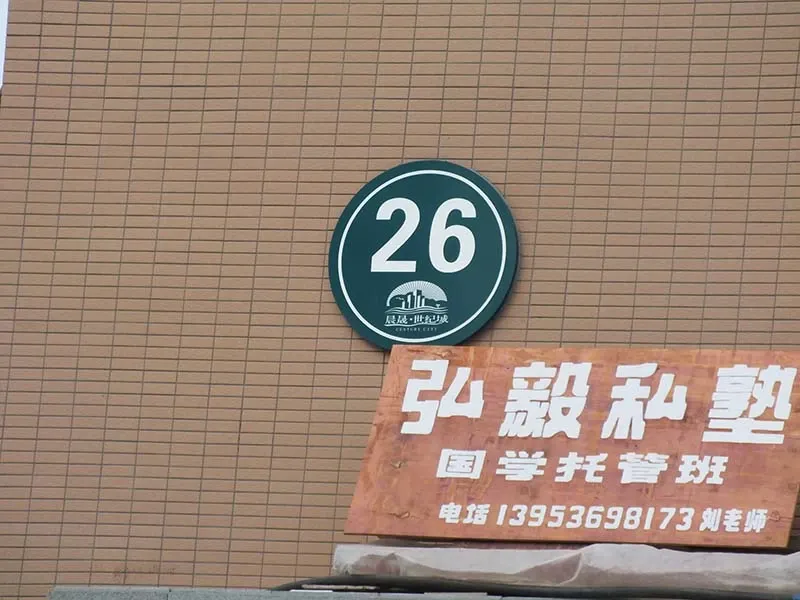 26
晨晟·世纪城
CENTURY CITY
弘毅私塾
国学托管班
电话 13953698173 刘老师